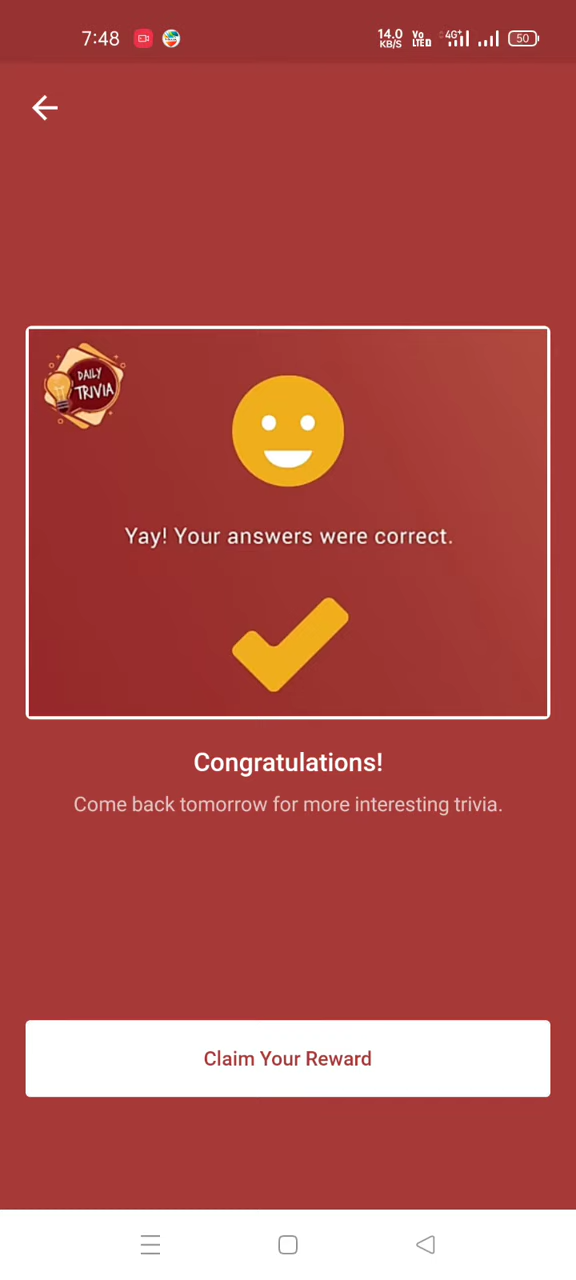 7:48
14.0 KB/S
Vo LTED
4G+
50
DAILY
TRIVIA
Yay! Your answers were correct.
Congratulations!
Come back tomorrow for more interesting trivia.
Claim Your Reward